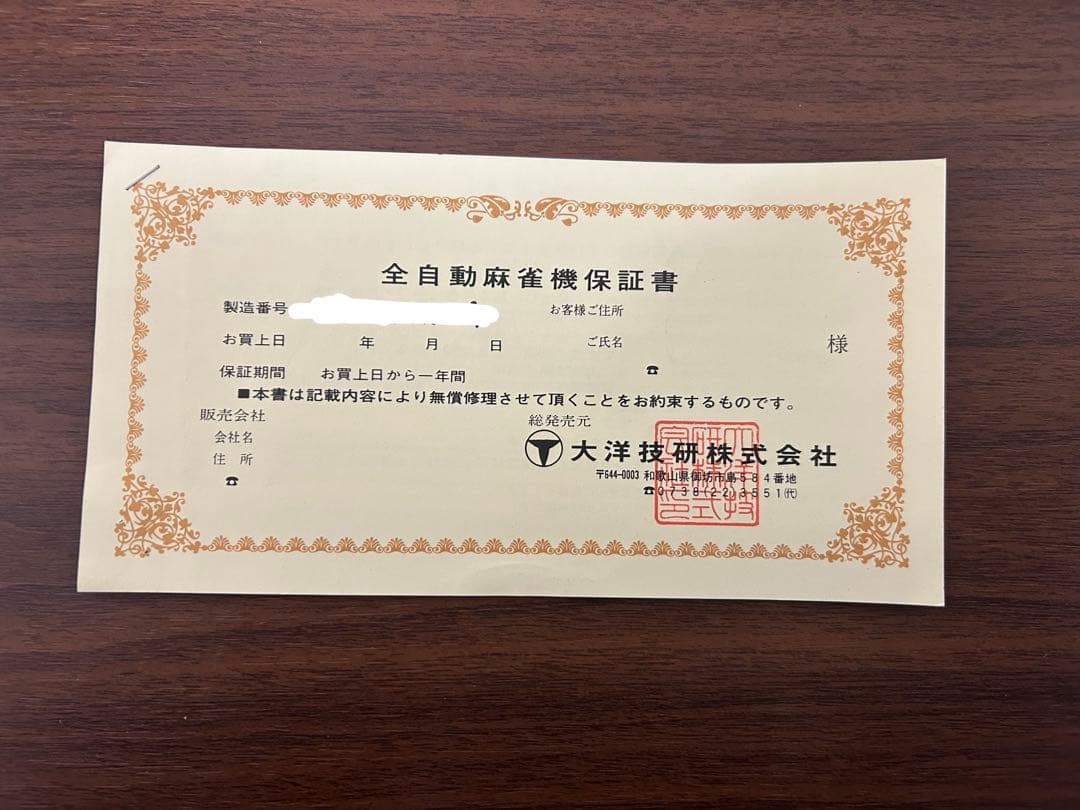 全自動麻雀機保証書
製造番号
お客様ご住所
お買上日 年 月 日
ご氏名 様
☎
保証期間 お買上日から一年間
■本書は記載内容により無償修理させて頂くことをお約束するものです。
販売会社
会社名
住 所
☎
総発売元
大洋技研株式会社
〒644-0003 和歌山県御坊市島584番地
☎0738(22)3551(代)